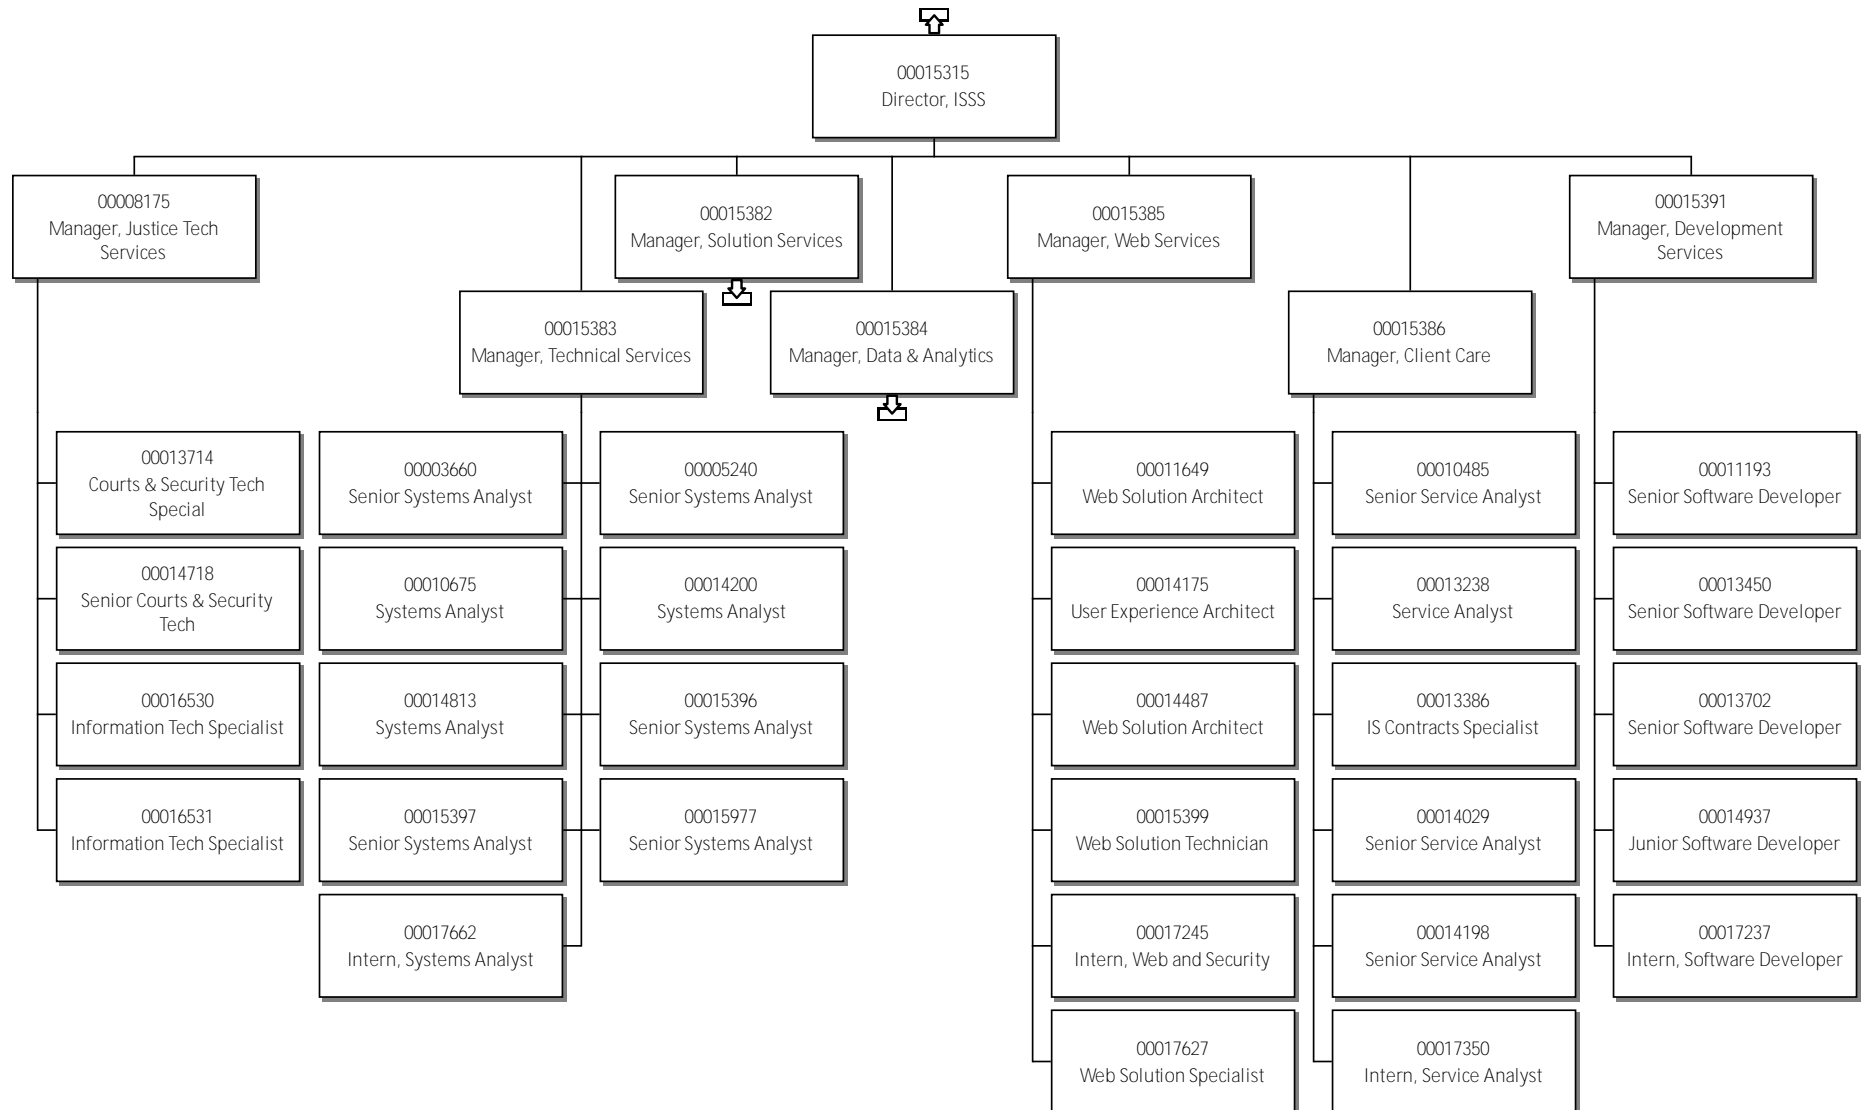 00015315
Director, ISSS
00008175
Manager, Justice Tech
Services
00015382
Manager, Solution Services
00015385
Manager, Web Services
00015391
Manager, Development
Services
00015383
Manager, Technical Services
00015384
Manager, Data & Analytics
00015386
Manager, Client Care
00013714
Courts & Security Tech
Special
00014718
Senior Courts & Security
Tech
00016530
Information Tech Specialist
00016531
Information Tech Specialist
00003660
Senior Systems Analyst
00005240
Senior Systems Analyst
00010675
Systems Analyst
00014200
Systems Analyst
00014813
Systems Analyst
00015396
Senior Systems Analyst
00015397
Senior Systems Analyst
00015977
Senior Systems Analyst
00017662
Intern, Systems Analyst
00011649
Web Solution Architect
00014175
User Experience Architect
00014487
Web Solution Architect
00015399
Web Solution Technician
00017245
Intern, Web and Security
00017627
Web Solution Specialist
00010485
Senior Service Analyst
00013238
Service Analyst
00013386
IS Contracts Specialist
00014029
Senior Service Analyst
00014198
Senior Service Analyst
00017350
Intern, Service Analyst
00011193
Senior Software Developer
00013450
Senior Software Developer
00013702
Senior Software Developer
00014937
Junior Software Developer
00017237
Intern, Software Developer